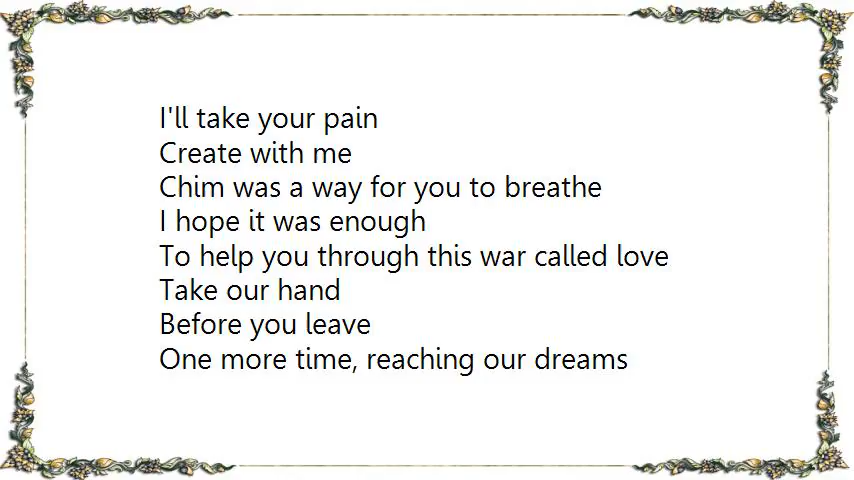 I'll take your pain
Create with me
Chim was a way for you to breathe
I hope it was enough
To help you through this war called love
Take our hand
Before you leave
One more time, reaching our dreams